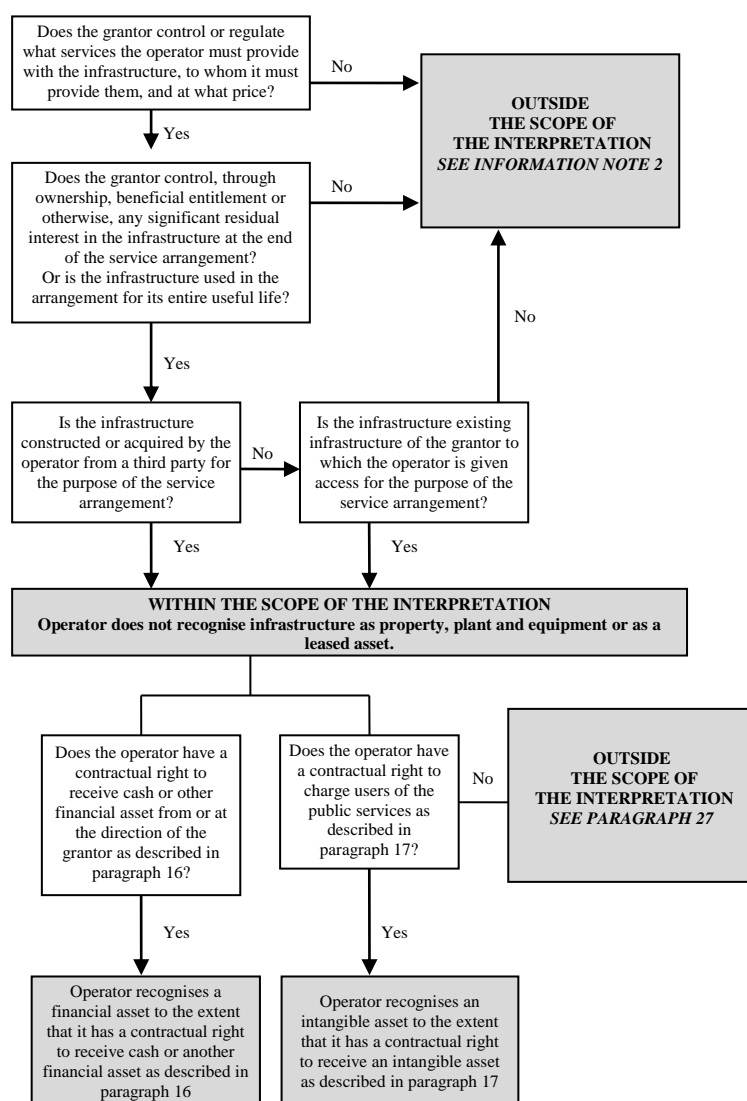 Does the grantor control or regulate
what services the operator must provide
with the infrastructure, to whom it must
provide them, and at what price?
No
OUTSIDE
THE SCOPE OF
THE INTERPRETATION
SEE INFORMATION NOTE 2
Yes
Does the grantor control, through
ownership, beneficial entitlement or
otherwise, any significant residual
interest in the infrastructure at the end
of the service arrangement?
Or is the infrastructure used in the
arrangement for its entire useful life?
No
No
Yes
Is the infrastructure
constructed or acquired by the
operator from a third party for
the purpose of the service
arrangement?
No
Is the infrastructure existing
infrastructure of the grantor to
which the operator is given
access for the purpose of the
service arrangement?
Yes
Yes
WITHIN THE SCOPE OF THE INTERPRETATION
Operator does not recognise infrastructure as property, plant and equipment or as a
leased asset.
Does the operator have a
contractual right to
receive cash or other
financial asset from or at
the direction of the
grantor as described in
paragraph 16?
Does the operator have
a contractual right to
charge users of the
public services as
described in
paragraph 17?
No
OUTSIDE
THE SCOPE OF
THE INTERPRETATION
SEE PARAGRAPH 27
Yes
Yes
Operator recognises a
financial asset to the extent
that it has a contractual right
to receive cash or another
financial asset as described in
paragraph 16
Operator recognises an
intangible asset to the extent
that it has a contractual right
to receive an intangible asset
as described in paragraph 17